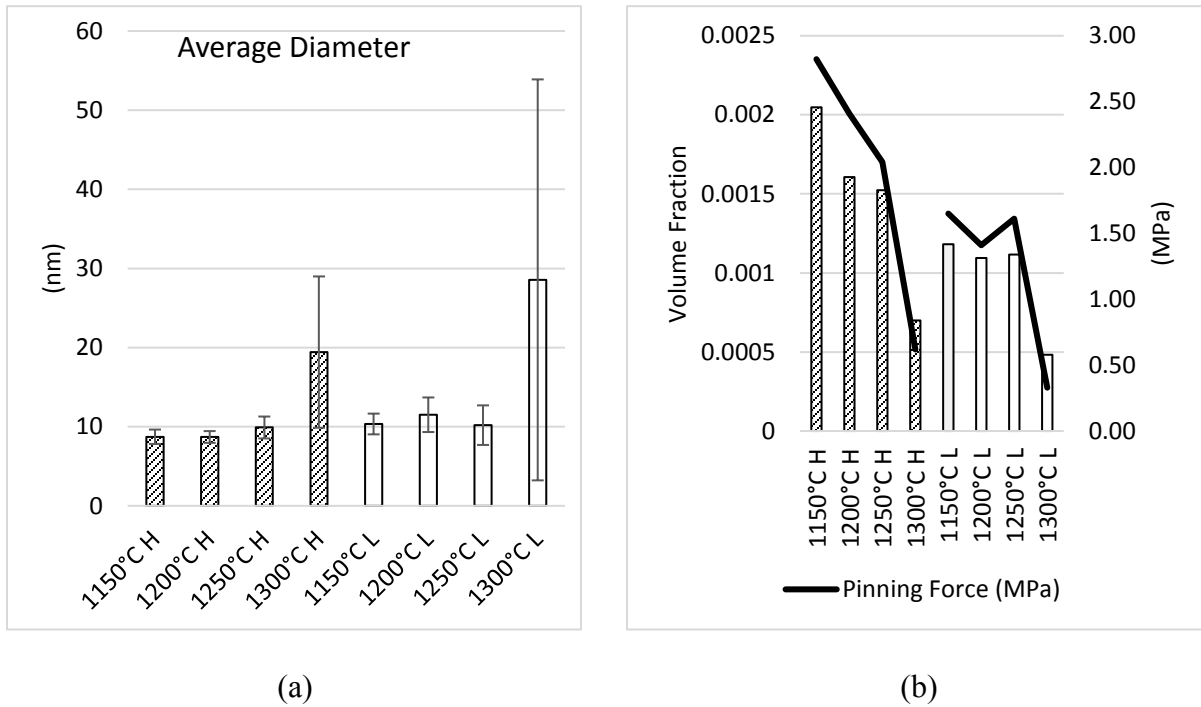 Average Diameter
60
50
40
30
20
10
0
(nm)
1150°C H
1200°C H
1250°C H
1300°C H
1150°C L
1200°C L
1250°C L
1300°C L
(a)
0.0025
0.002
0.0015
0.001
0.0005
0
Volume Fraction
3.00
2.50
2.00
1.50
1.00
0.50
0.00
(MPa)
1150°C H
1200°C H
1250°C H
1300°C H
1150°C L
1200°C L
1250°C L
1300°C L
Pinning Force (MPa)
(b)